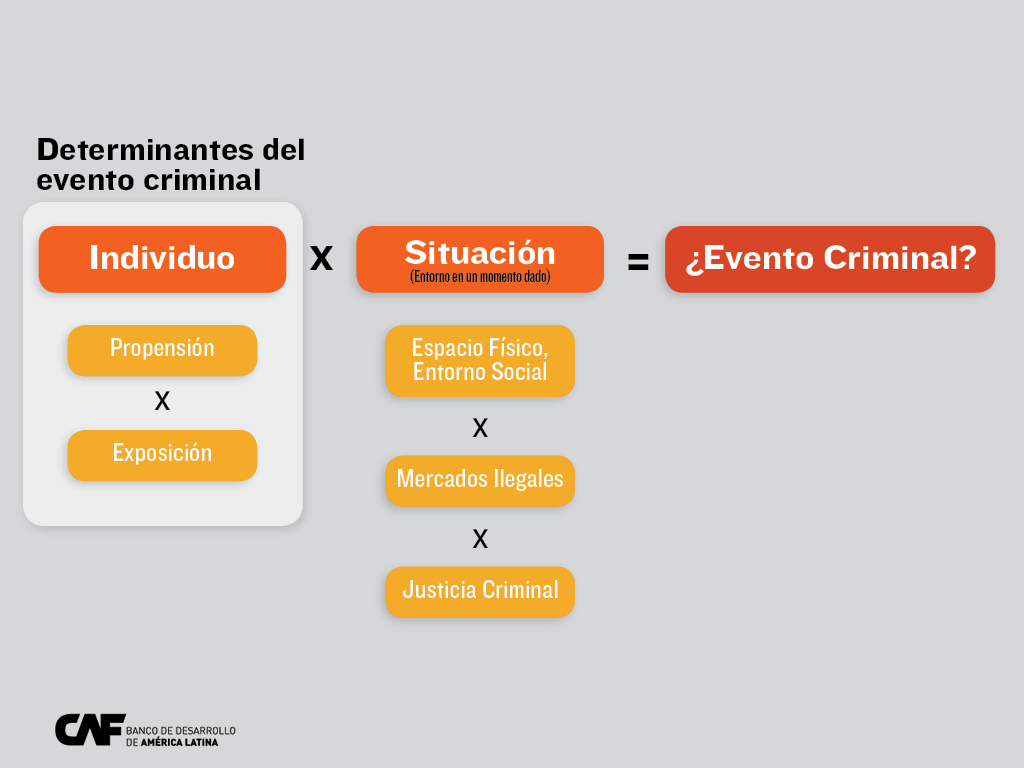 Determinantes del
evento criminal
Individuo
X
Situación
(Entorno en un momento dado)
=
¿Evento Criminal?
Propensión
X
Exposición
Espacio Físico,
Entorno Social
X
Mercados Ilegales
X
Justicia Criminal
CAF
BANCO DE DESARROLLO
DE AMÉRICA LATINA